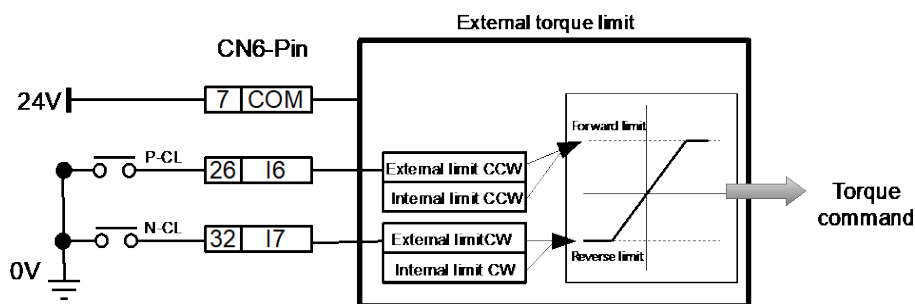 External torque limit
CN6-Pin
24V
7 COM
Forward limit
P-CL
26 I6
External limit CCW
Internal limit CCW
Torque
command
N-CL
32 I7
External limitCW
Internal limit CW
Reverse limit
0V